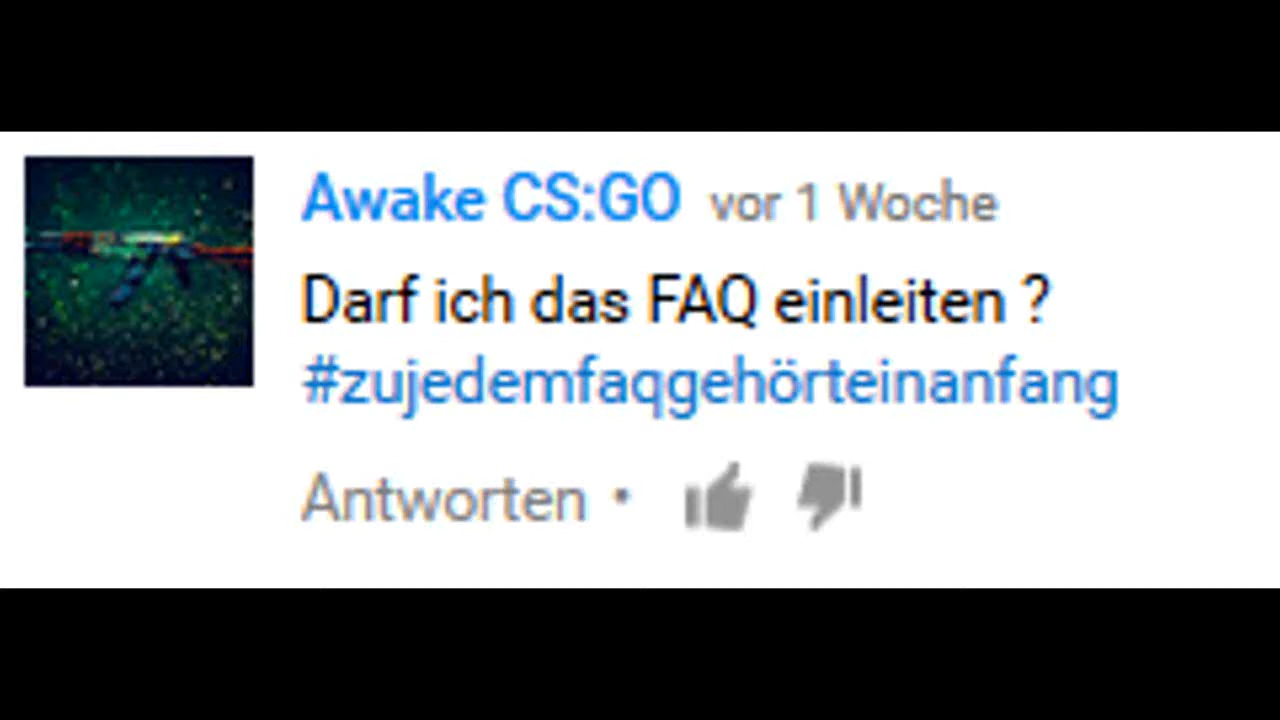 Awake CS:GO vor 1 Woche
Darf ich das FAQ einleiten ?
#zujedemfaqgehörteinanfang
Antworten •